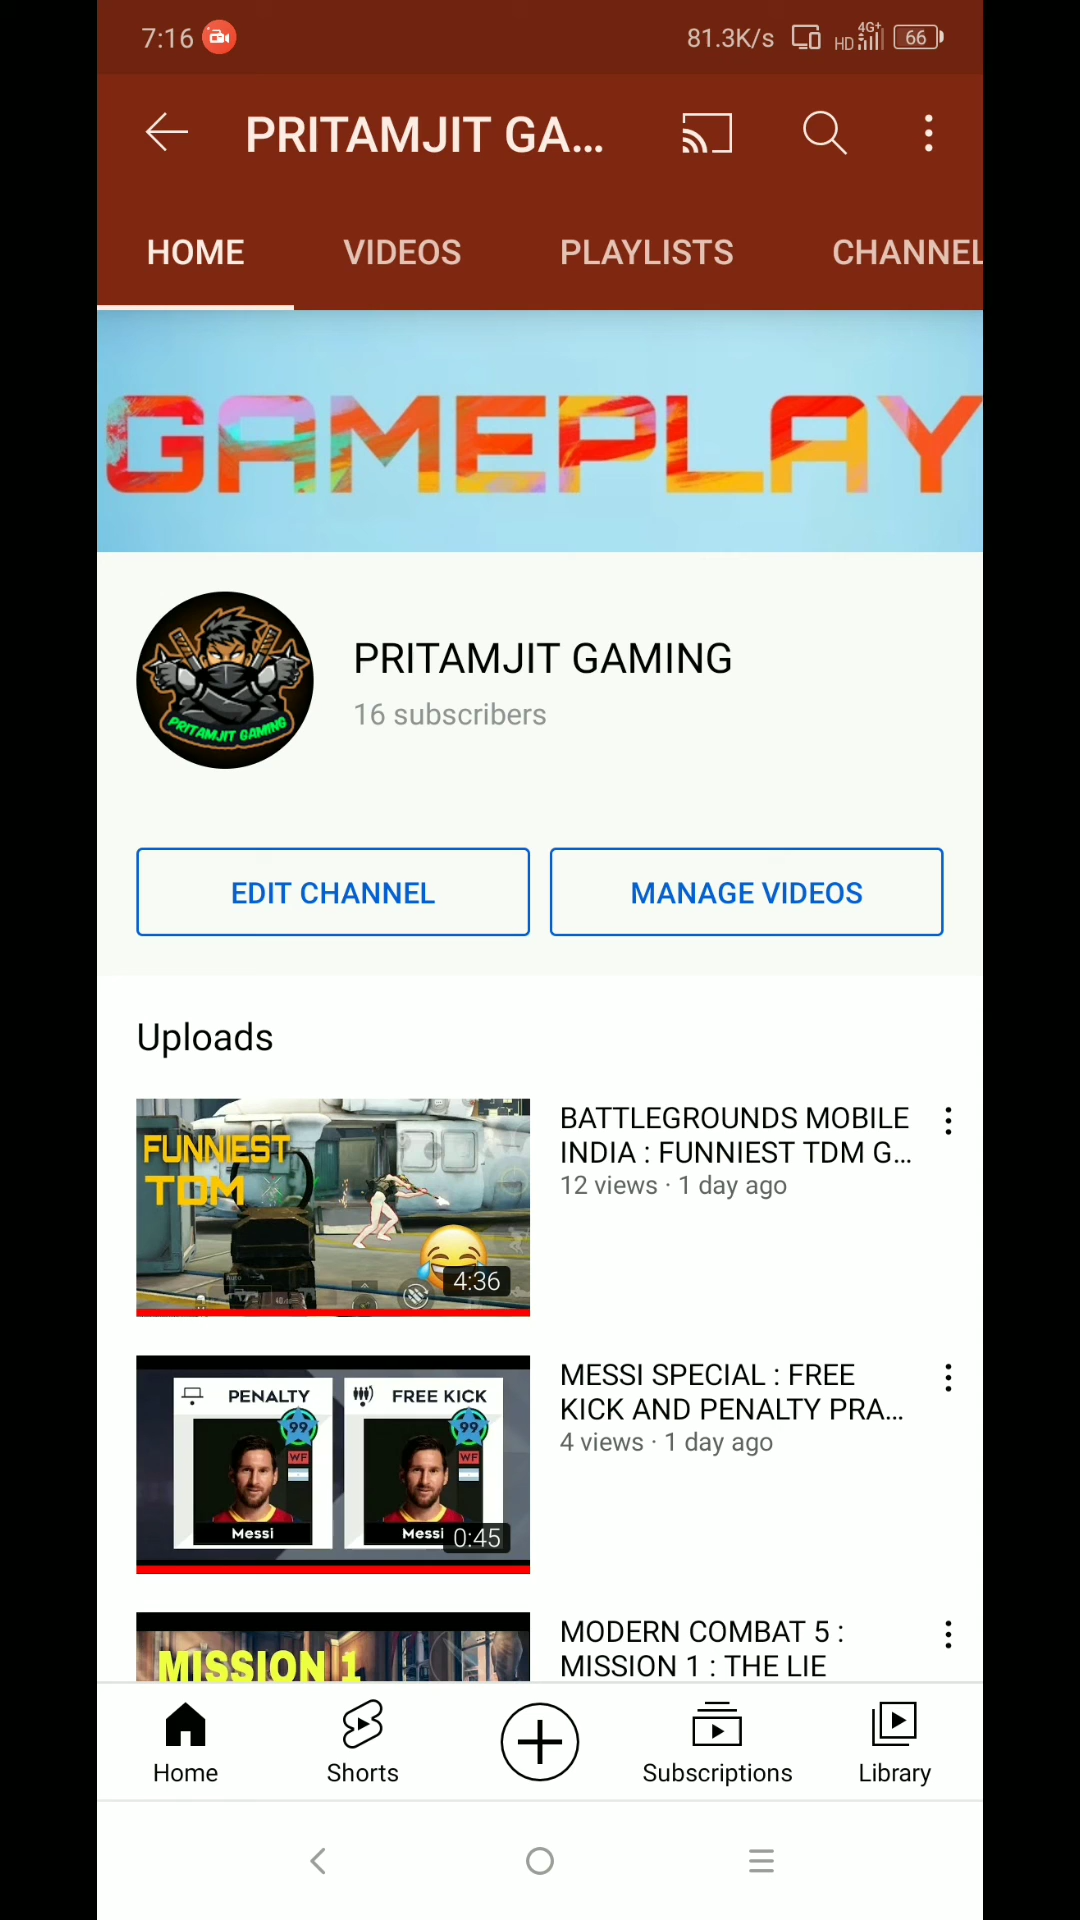 7:16 81.3K/s HD 4G+ 66
PRITAMJIT GA...
HOME VIDEOS PLAYLISTS CHANNEL
GAMEPLAY
PRITAMJIT GAMING
PRITAMJIT GAMING
16 subscribers
EDIT CHANNEL MANAGE VIDEOS
Uploads
FUNNIEST
TDM
4:36
BATTLEGROUNDS MOBILE
INDIA : FUNNIEST TDM G...
12 views · 1 day ago
PENALTY FREE KICK
99 99
WF WF
Messi Messi
0:45
MESSI SPECIAL : FREE
KICK AND PENALTY PRA...
4 views · 1 day ago
MISSION 1
MODERN COMBAT 5 :
MISSION 1 : THE LIE
Home Shorts Subscriptions Library